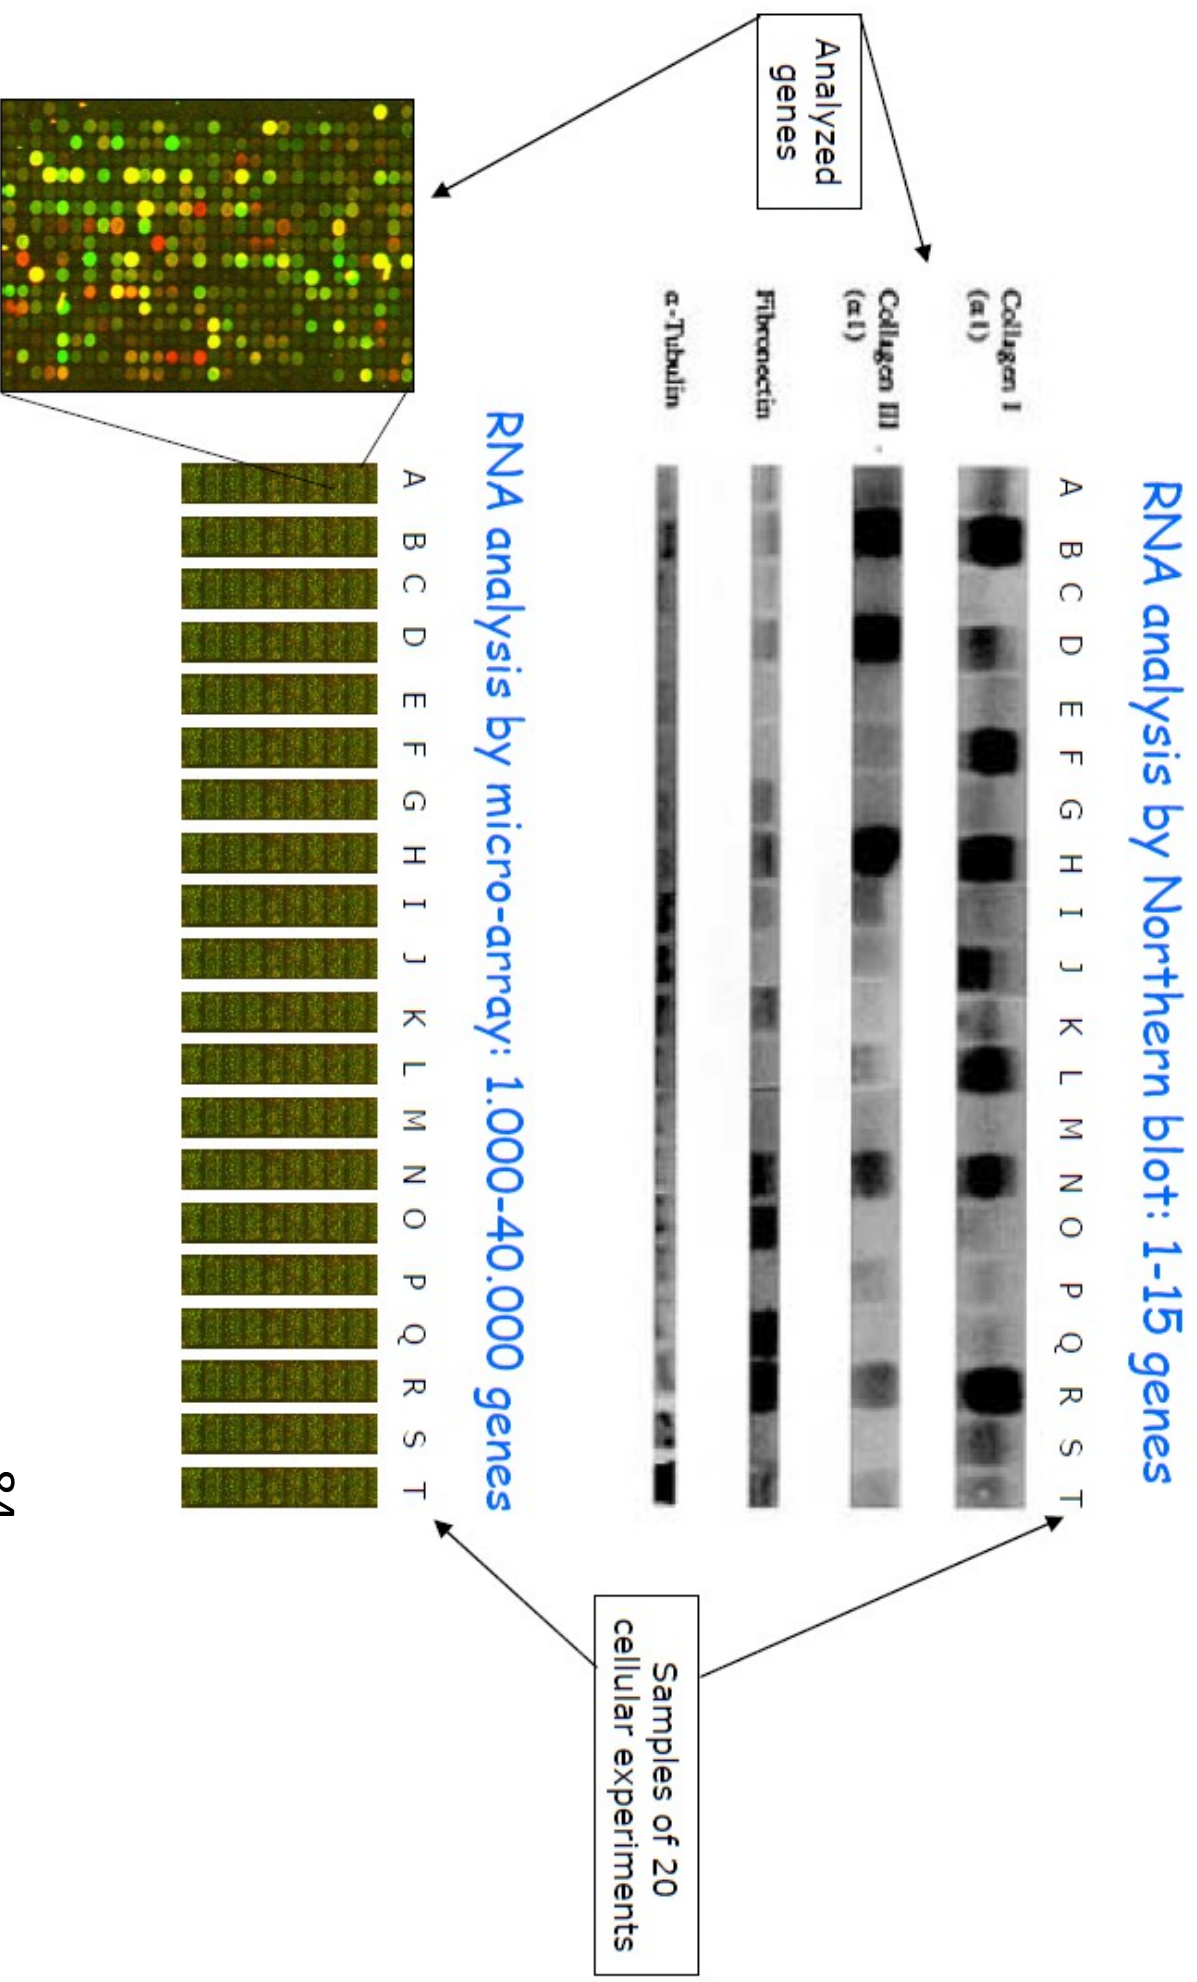 RNA analysis by Northern blot: 1-15 genes
A B C D E F G H I J K L M N O P Q R S T
Collagen I
(α1)
Collagen III
(α1)
Fibronectin
α-Tubulin
Analyzed
genes
Samples of 20
cellular experiments
RNA analysis by micro-array: 1.000-40.000 genes
A B C D E F G H I J K L M N O P Q R S T